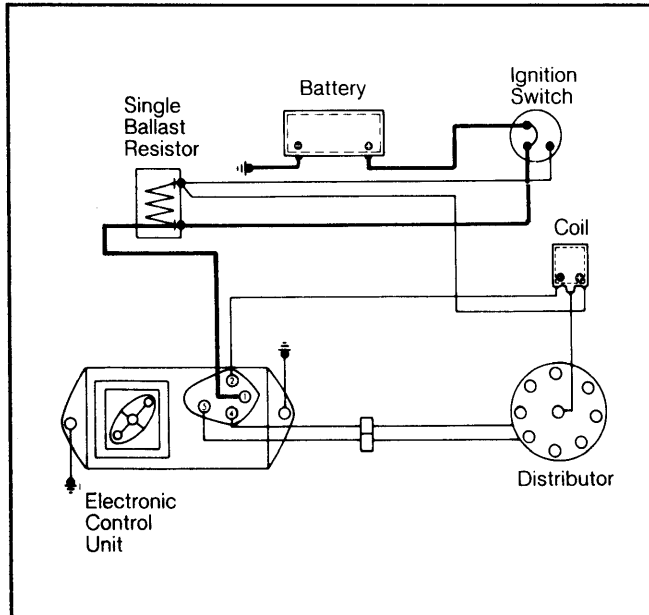 Battery
Ignition
Switch
Single
Ballast
Resistor
Coil
2
1
3
4
Distributor
Electronic
Control
Unit